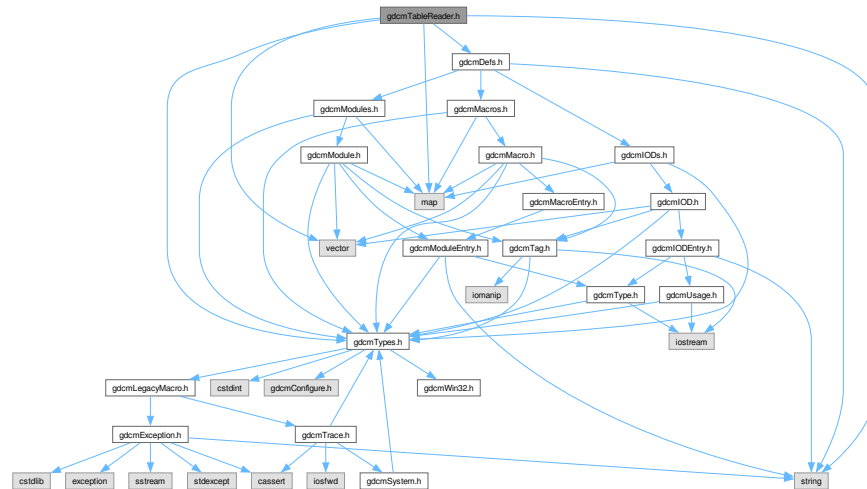 gdcmTableReader.h
gdcmDefs.h
gdcmModules.h
gdcmMacros.h
gdcmModule.h
gdcmMacro.h
gdcmIODs.h
map
gdcmMacroEntry.h
gdcmIOD.h
vector
gdcmModuleEntry.h
gdcmTag.h
gdcmIODEntry.h
iomanip
gdcmType.h
gdcmUsage.h
gdcmTypes.h
iostream
gdcmLegacyMacro.h
cstdint
gdcmConfigure.h
gdcmWin32.h
gdcmException.h
gdcmTrace.h
cstdlib
exception
sstream
stdexcept
cassert
iosfwd
gdcmSystem.h
string